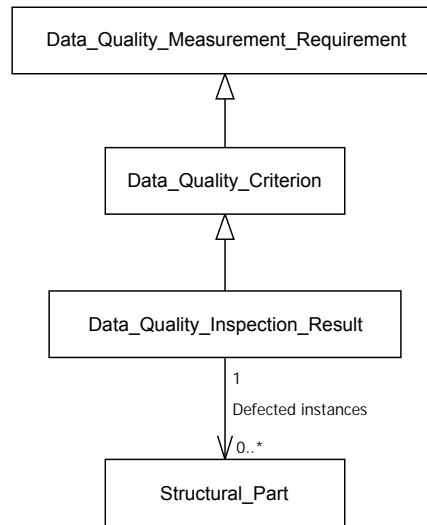 Data_Quality_Measurement_Requirement
Data_Quality_Criterion
Data_Quality_Inspection_Result
1
Defected instances
0..*
Structural_Part